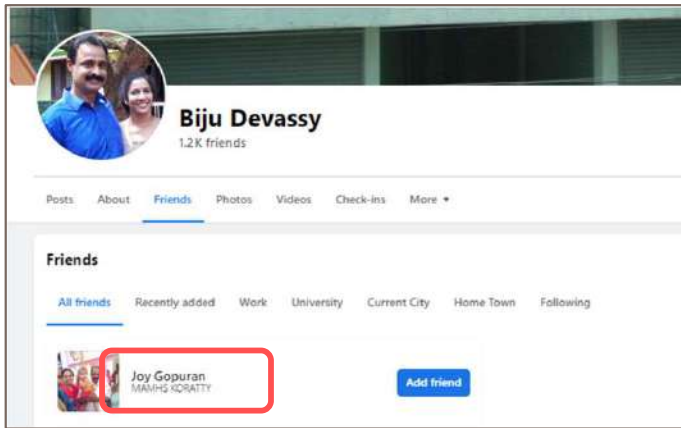 Biju Devassy
1.2K friends
Posts About Friends Photos Videos Check-ins More
Friends
All friends Recently added Work University Current City Home Town Following
Joy Gopuran
MAMHS KORATTY
Add friend